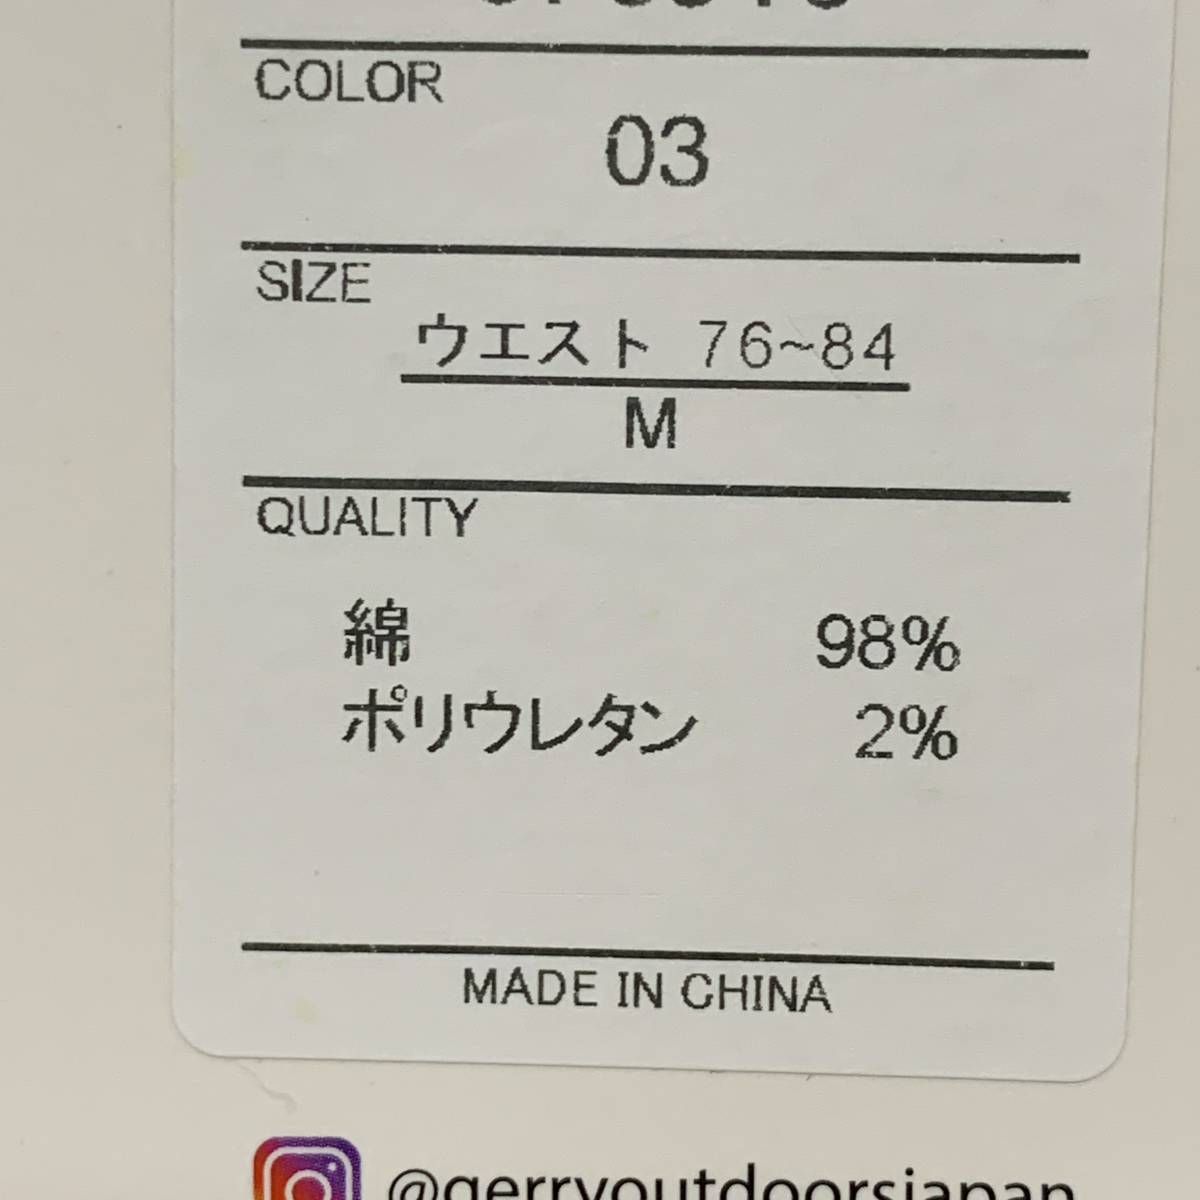 COLOR
03
SIZE
ウエスト 76~84
M
QUALITY
綿 98%
ポリウレタン 2%
MADE IN CHINA
@gerryoutdoorsjapan